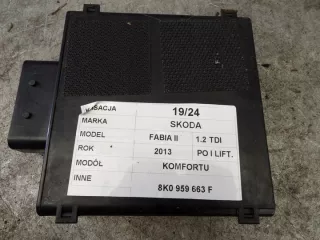 19/24
MARKA SKODA
MODEL FABIA II 1.2 TDI
ROK 2013 PO I LIFT.
MODÓŁ KOMFORTU
INNE 8K0 959 663 F